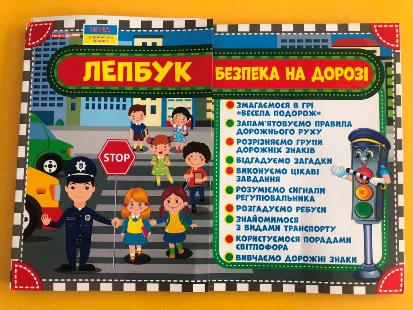 ЛЕПБУК
БЕЗПЕКА НА ДОРОЗІ
STOP
ЗМАГАЄМОСЯ В ГРІ
«ВЕСЕЛА ПОДОРОЖ»
ЗАПАМ'ЯТОВУЄМО ПРАВИЛА
ДОРОЖНЬОГО РУХУ
РОЗРІЗНЯЄМО ГРУПИ
ДОРОЖНІХ ЗНАКІВ
ВІДГАДУЄМО ЗАГАДКИ
ВИКОНУЄМО ЦІКАВІ
ЗАВДАННЯ
РОЗУМІЄМО СИГНАЛИ
РЕГУЛЮВАЛЬНИКА
РОЗГАДУЄМО РЕБУСИ
ЗНАЙОМИМОСЯ
З ВИДАМИ ТРАНСПОРТУ
КОРИСТУЄМОСЯ ПОРАДАМИ
СВІТЛОФОРА
ВИВЧАЄМО ДОРОЖНІ ЗНАКИ